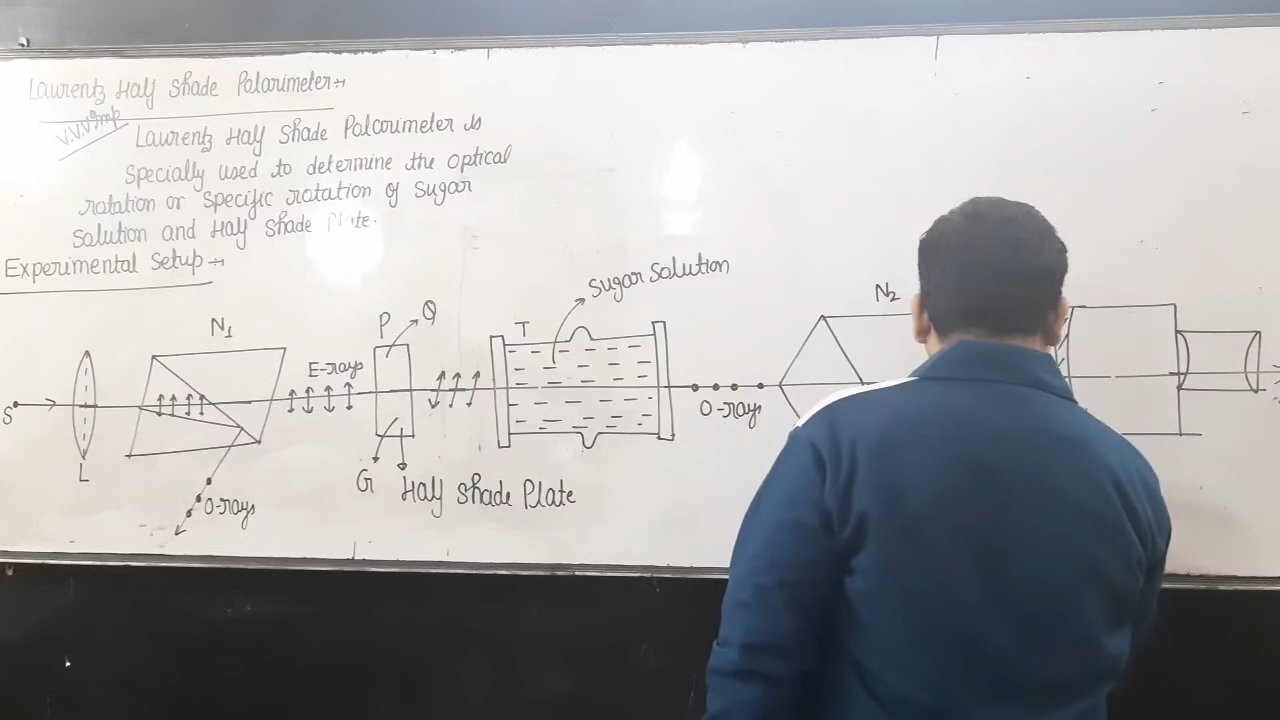 Laurentz Half Shade Polarimeter:-
V.V.V Imp
Laurentz Half Shade Polarimeter is
Specially used to determine the optical
rotation or Specific rotation of Sugar
Solution and Half Shade Plate.
Experimental Setup:-
Sugar Solution
N1
P
Q
T
N2
E-rays
S
O-rays
L
G
Half Shade Plate
O-rays